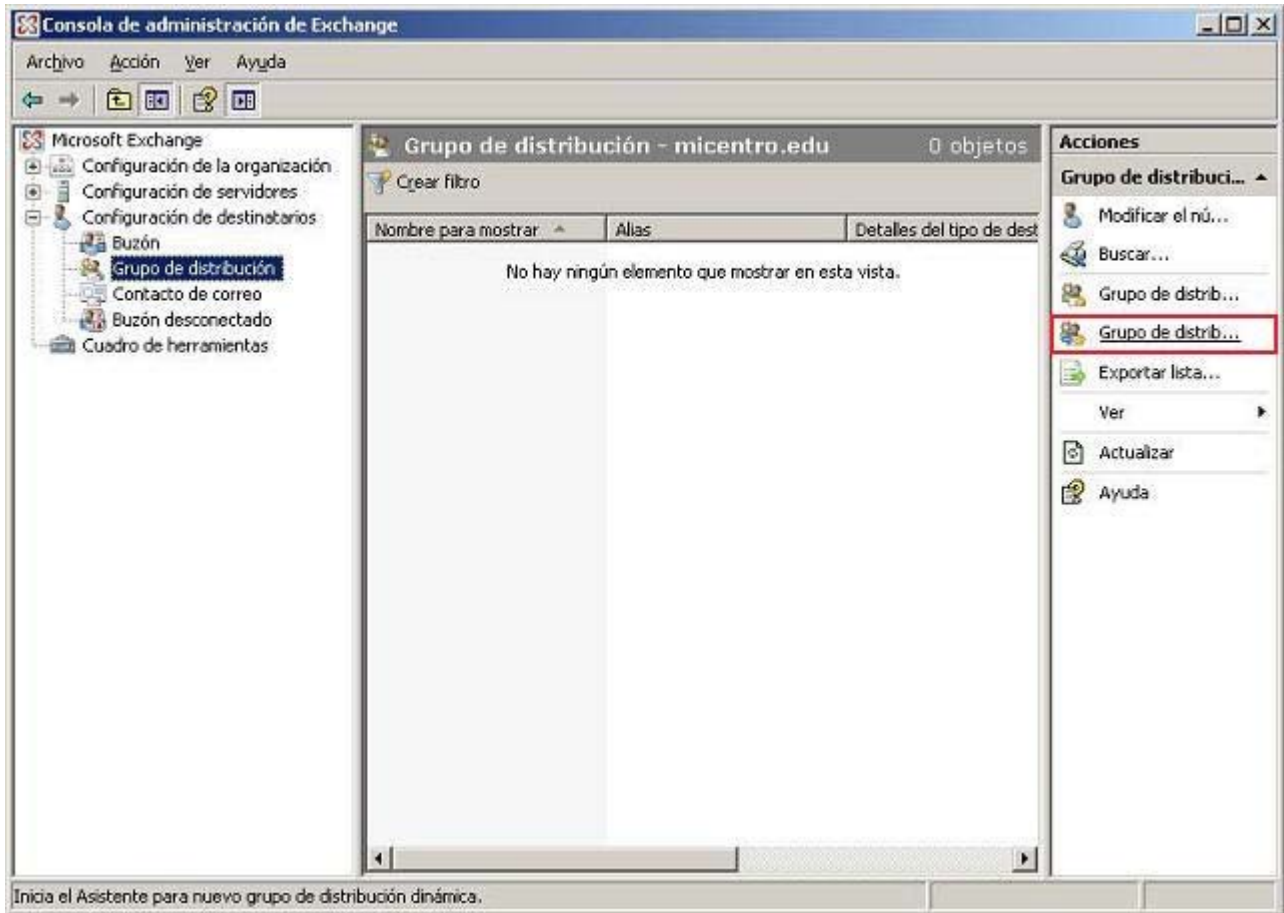 Consola de administración de Exchange
Archivo Acción Ver Ayuda
Microsoft Exchange
Configuración de la organización
Configuración de servidores
Configuración de destinatarios
Buzón
Grupo de distribución
Contacto de correo
Buzón desconectado
Cuadro de herramientas
Grupo de distribución - micentro.edu 0 objetos
Crear filtro
Nombre para mostrar Alias Detalles del tipo de dest
No hay ningún elemento que mostrar en esta vista.
Acciones
Grupo de distribuci...
Modificar el nú...
Buscar...
Grupo de distrib...
Grupo de distrib...
Exportar lista...
Ver
Actualizar
Ayuda
Inicia el Asistente para nuevo grupo de distribución dinámica.